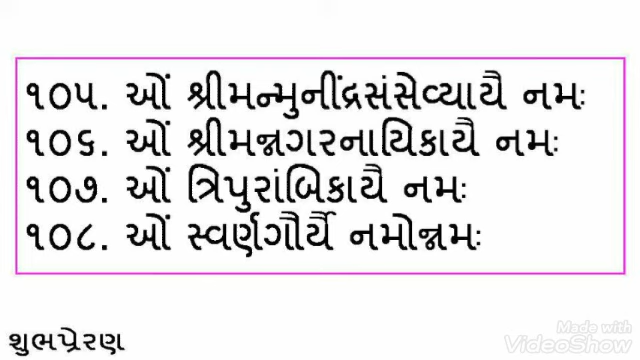 ૧૦૫. ઓં શ્રીમન્મુનીંદ્રસંસેવ્યાયૈ નમઃ
૧૦૬. ઓં શ્રીમન્નગરનાયિકાયૈ નમઃ
૧૦૭. ઓં ત્રિપુરાંબિકાયૈ નમઃ
૧૦૮. ઓં સ્વર્ણગૌર્યૈ નમોન્નમઃ
શુભપ્રેરણ
Made with
VideoShow